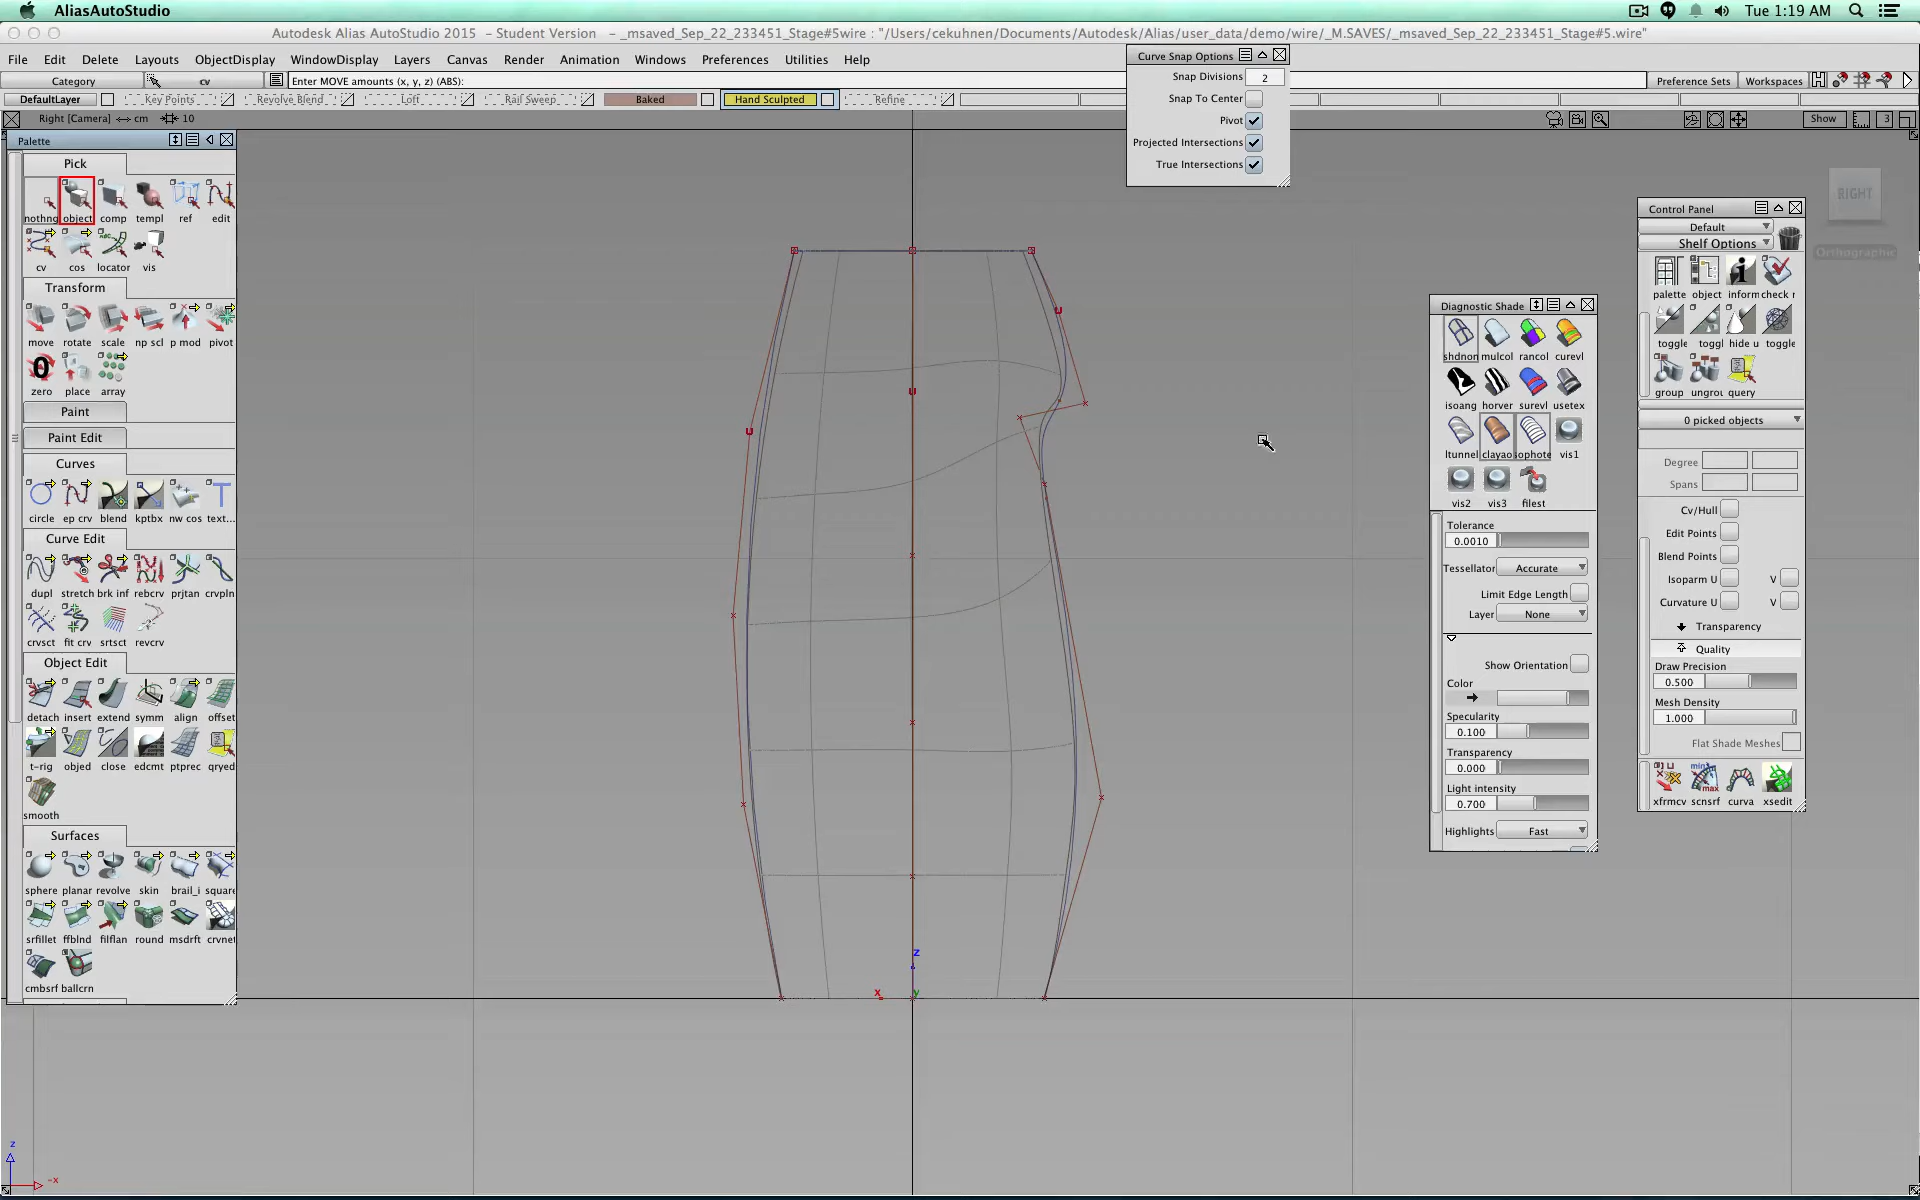 AliasAutoStudio
Tue 1:19 AM
Autodesk Alias AutoStudio 2015 - Student Version - _msaved_Sep_22_233451_Stage#5wire : "/Users/cekuhnen/Documents/Autodesk/Alias/user_data/demo/wire/_M.SAVES/_msaved_Sep_22_233451_Stage#5.wire"
File Edit Delete Layouts ObjectDisplay WindowDisplay Layers Canvas Render Animation Windows Preferences Utilities Help
Category cv Enter MOVE amounts (x, y, z) (ABS): Preference Sets Workspaces
DefaultLayer Key Points Revolve Blend Loft Rail Sweep Baked Hand Sculpted Refine
Right [Camera] cm 10 Show 3
Curve Snap Options
Snap Divisions 2
Snap To Center
Pivot
Projected Intersections
True Intersections
Palette
Pick
nothng object comp templ ref edit
cv cos locator vis
Transform
move rotate scale np scl p mod pivot
0
zero place array
Paint
Paint Edit
Curves
T
circle ep crv blend kptbx nw cos text...
Curve Edit
dupl stretch brk inf rebcrv prjtan crvpln
crvsct fit crv srtsct revcrv
Object Edit
detach insert extend symm align offset
t-rig objed close edcmt ptprec qryed
smooth
Surfaces
sphere planar revolve skin brail_i square
srfillet ffblnd filflan round msdrft crvnet
cmbsrf ballcrn
u
u
u
z
x
y
z
-x
RIGHT
Orthographic
Diagnostic Shade
shdnon mulcol rancol curevl
isoang horver surevl usetex
ltunnel clayao isophote vis1
vis2 vis3 filest
Tolerance
0.0010
Tessellator Accurate
Limit Edge Length
Layer None
Show Orientation
Color
Specularity
0.100
Transparency
0.000
Light intensity
0.700
Highlights Fast
Control Panel
Default
Shelf Options
palette object inform check r
toggle toggl hide u toggle
group ungrou query
0 picked objects
Degree
Spans
Cv/Hull
Edit Points
Blend Points
Isoparm U V
Curvature U V
Transparency
Quality
Draw Precision
0.500
Mesh Density
1.000
Flat Shade Meshes
xfrmcv scnsrf curva xsedit